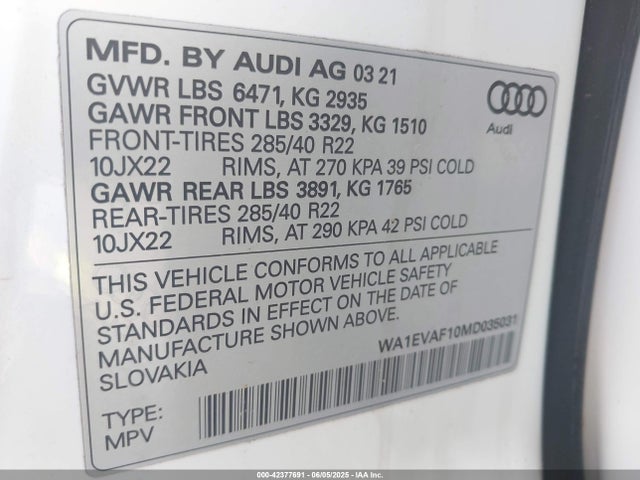 MFD. BY AUDI AG 03 21
GVWR LBS 6471, KG 2935
GAWR FRONT LBS 3329, KG 1510
FRONT-TIRES 285/40 R22
10JX22 RIMS, AT 270 KPA 39 PSI COLD
GAWR REAR LBS 3891, KG 1765
REAR-TIRES 285/40 R22
10JX22 RIMS, AT 290 KPA 42 PSI COLD
Audi
THIS VEHICLE CONFORMS TO ALL APPLICABLE
U.S. FEDERAL MOTOR VEHICLE SAFETY
STANDARDS IN EFFECT ON THE DATE OF
MANUFACTURE SHOWN ABOVE.
SLOVAKIA
WA1EVAF10MD035031
TYPE:
MPV
000-42377691 - 06/05/2025 - IAA Inc.